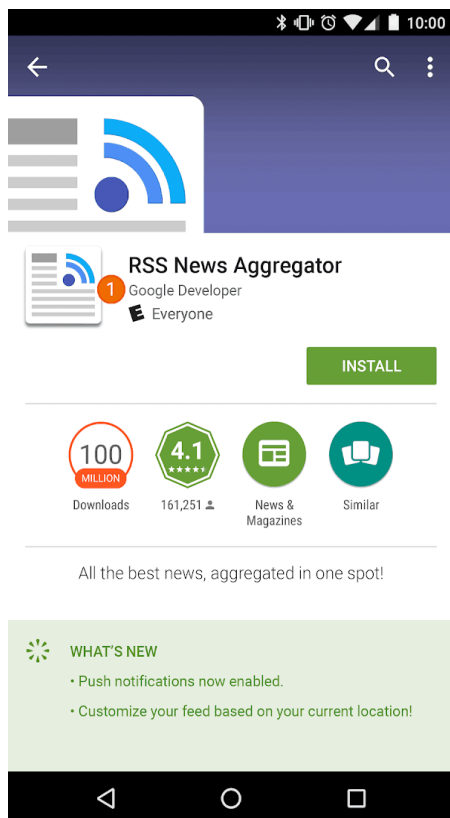 10:00
RSS News Aggregator
1
Google Developer
E Everyone
INSTALL
100
MILLION
Downloads
4.1
161,251
News &
Magazines
Similar
All the best news, aggregated in one spot!
WHAT'S NEW
• Push notifications now enabled.
• Customize your feed based on your current location!